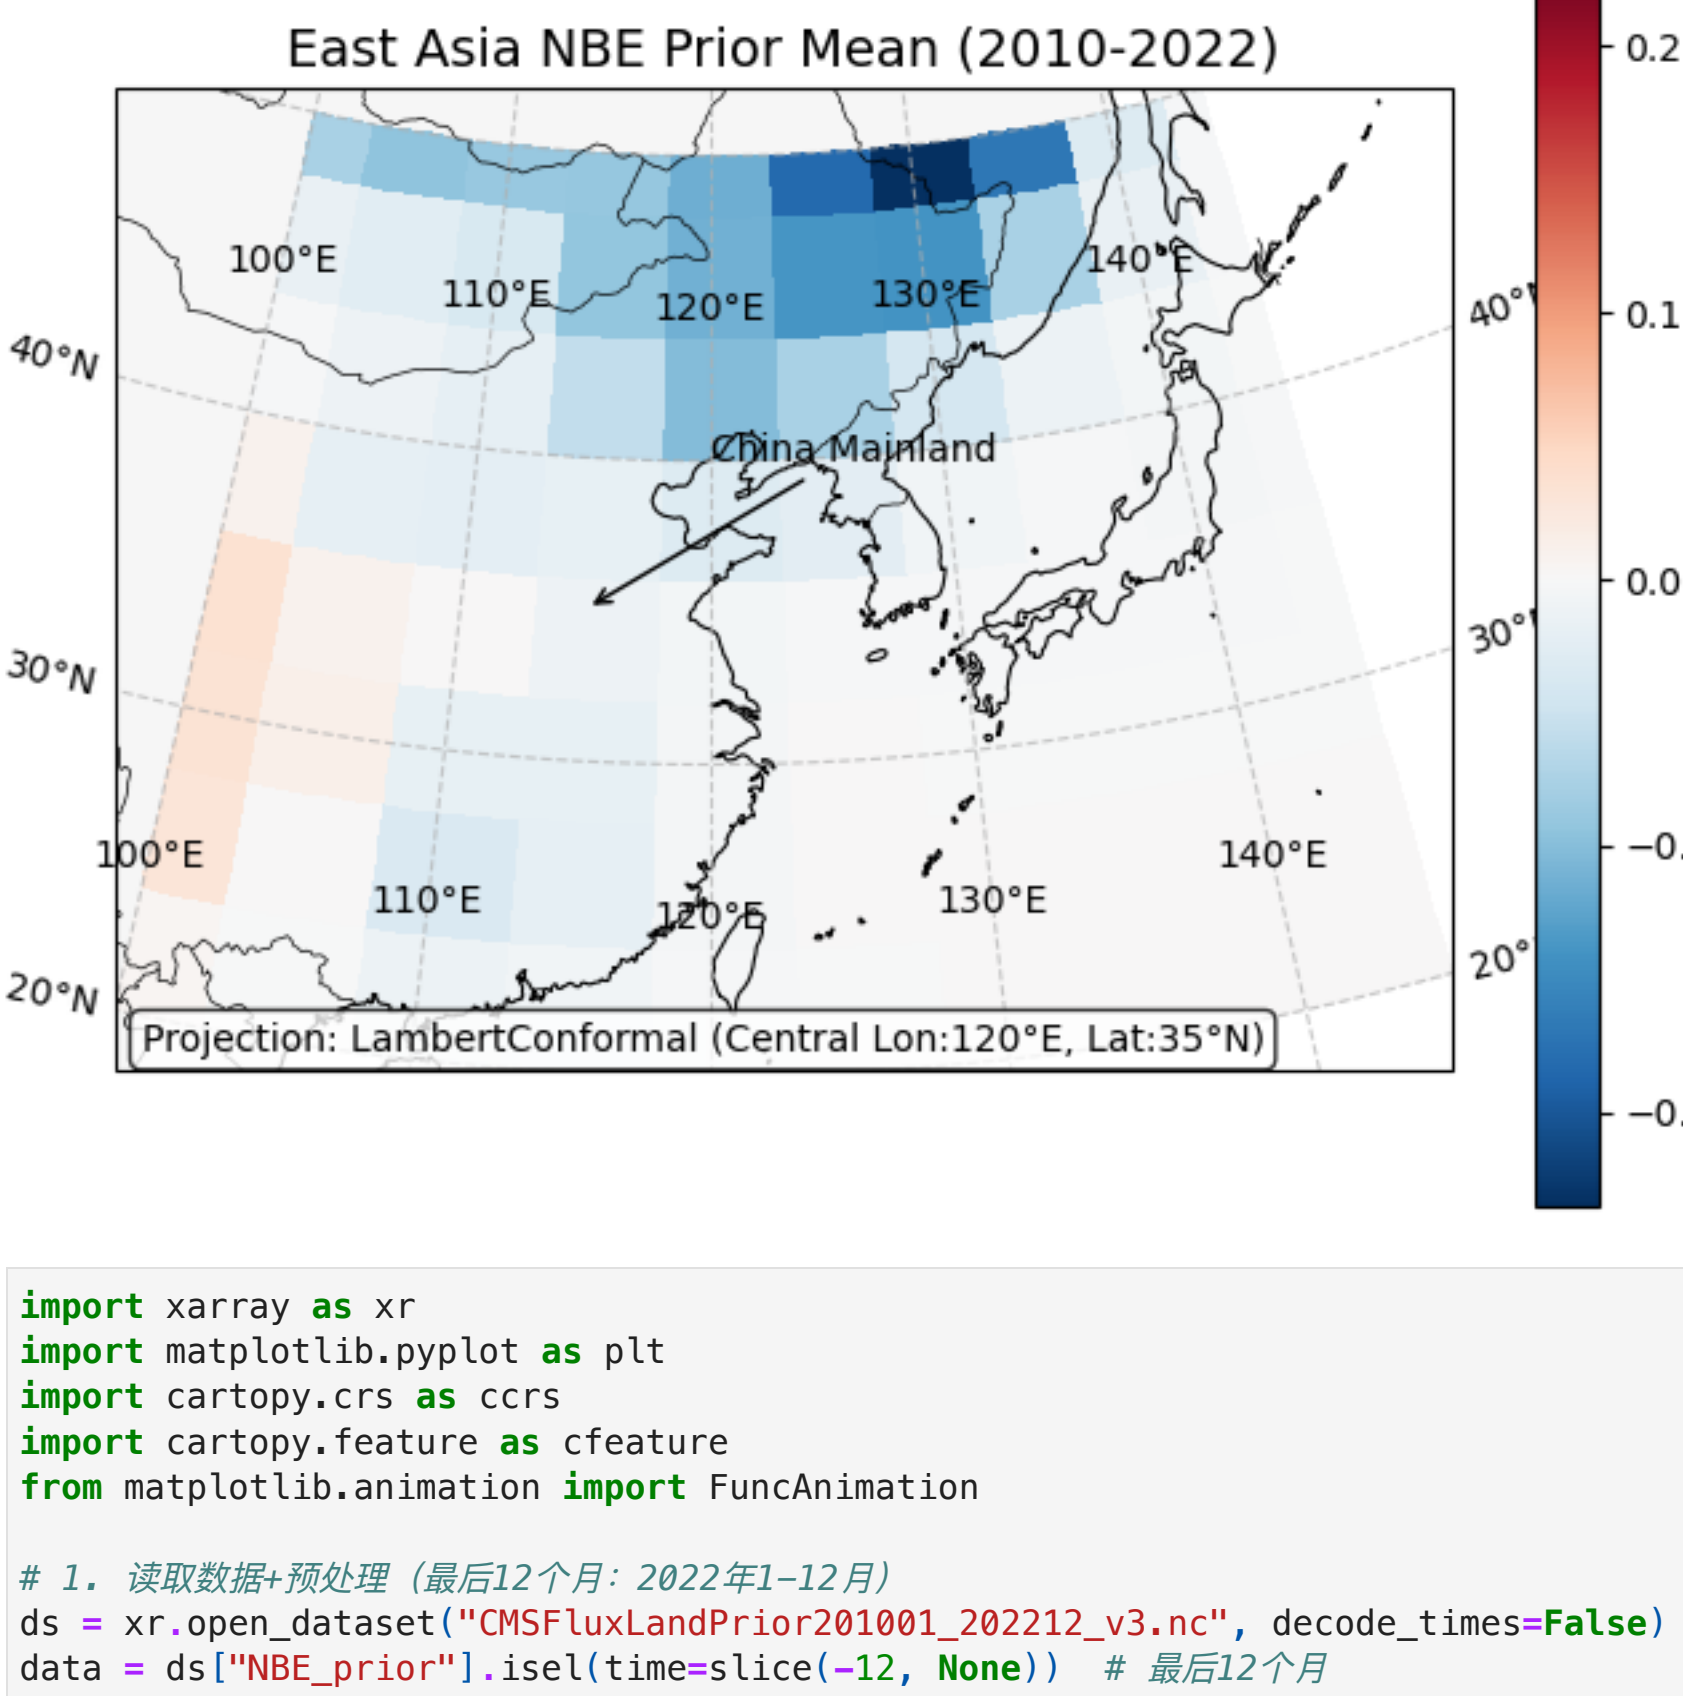 East Asia NBE Prior Mean (2010-2022)
0.2
100°E
110°E
120°E
130°E
140°E
40°
0.1
40°N
China Mainland
0.0
30°
30°N
−0.
100°E
110°E
120°E
130°E
140°E
20°
20°N
Projection: LambertConformal (Central Lon:120°E, Lat:35°N)
−0.
import xarray as xr
import matplotlib.pyplot as plt
import cartopy.crs as ccrs
import cartopy.feature as cfeature
from matplotlib.animation import FuncAnimation
# 1. 读取数据+预处理（最后12个月：2022年1-12月）
ds = xr.open_dataset("CMSFluxLandPrior201001_202212_v3.nc", decode_times=False)
data = ds["NBE_prior"].isel(time=slice(-12, None))  # 最后12个月